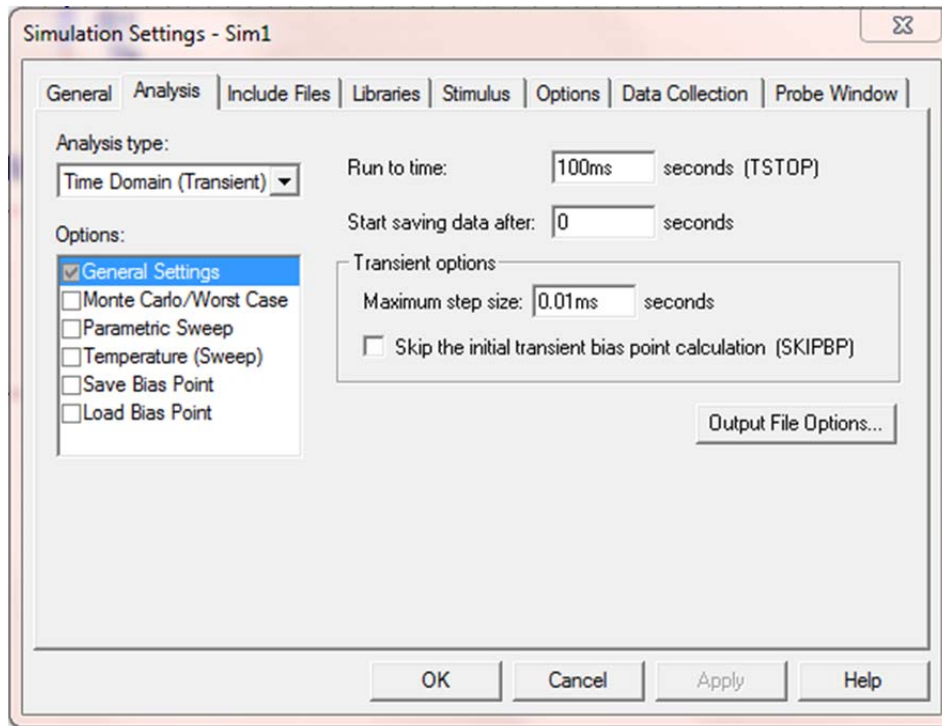 Simulation Settings - Sim1
General Analysis Include Files Libraries Stimulus Options Data Collection Probe Window
Analysis type:
Time Domain (Transient)
Options:
General Settings
Monte Carlo/Worst Case
Parametric Sweep
Temperature (Sweep)
Save Bias Point
Load Bias Point
Run to time: 100ms seconds (TSTOP)
Start saving data after: 0 seconds
Transient options
Maximum step size: 0.01ms seconds
Skip the initial transient bias point calculation (SKIPBP)
Output File Options...
OK Cancel Apply Help